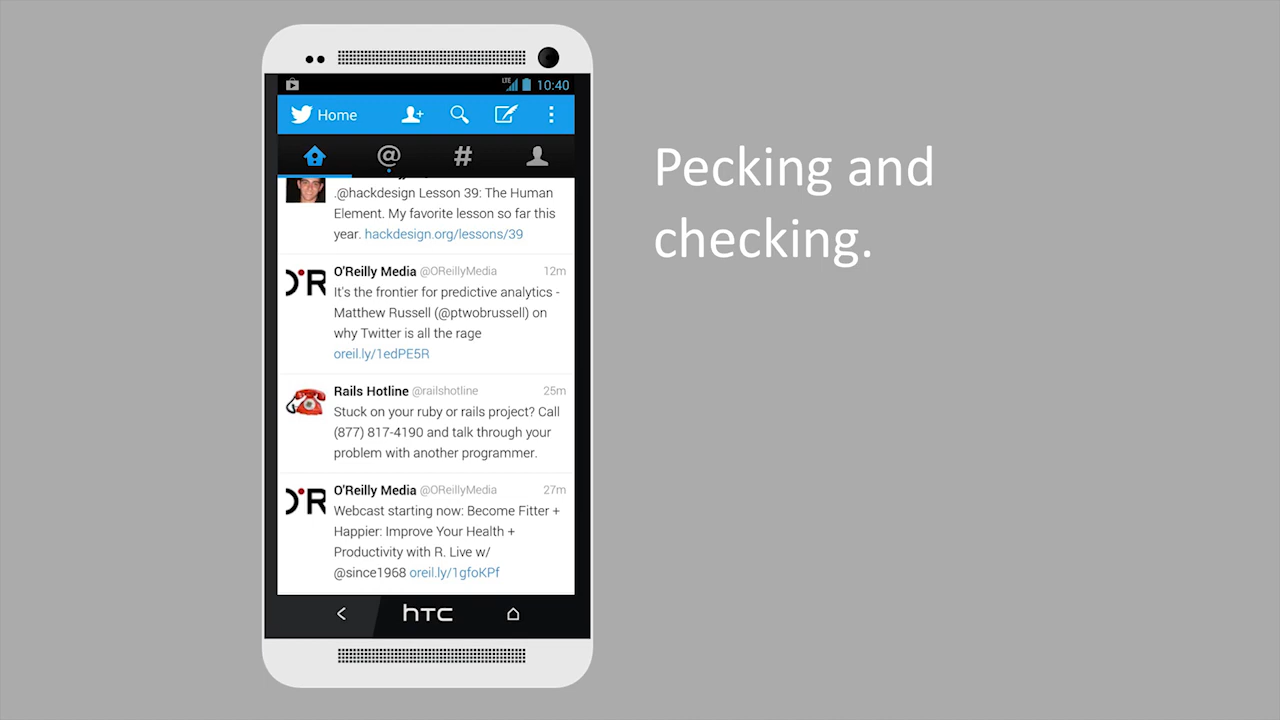 LTE 10:40
Home
@ #
.@hackdesign Lesson 39: The Human
Element. My favorite lesson so far this
year. hackdesign.org/lessons/39
O'R O'Reilly Media @OReillyMedia 12m
It's the frontier for predictive analytics -
Matthew Russell (@ptwobrussell) on
why Twitter is all the rage
oreil.ly/1edPE5R
Rails Hotline @railshotline 25m
Stuck on your ruby or rails project? Call
(877) 817-4190 and talk through your
problem with another programmer.
O'R O'Reilly Media @OReillyMedia 27m
Webcast starting now: Become Fitter +
Happier: Improve Your Health +
Productivity with R. Live w/
@since1968 oreil.ly/1gfoKPf
hTC
Pecking and
checking.